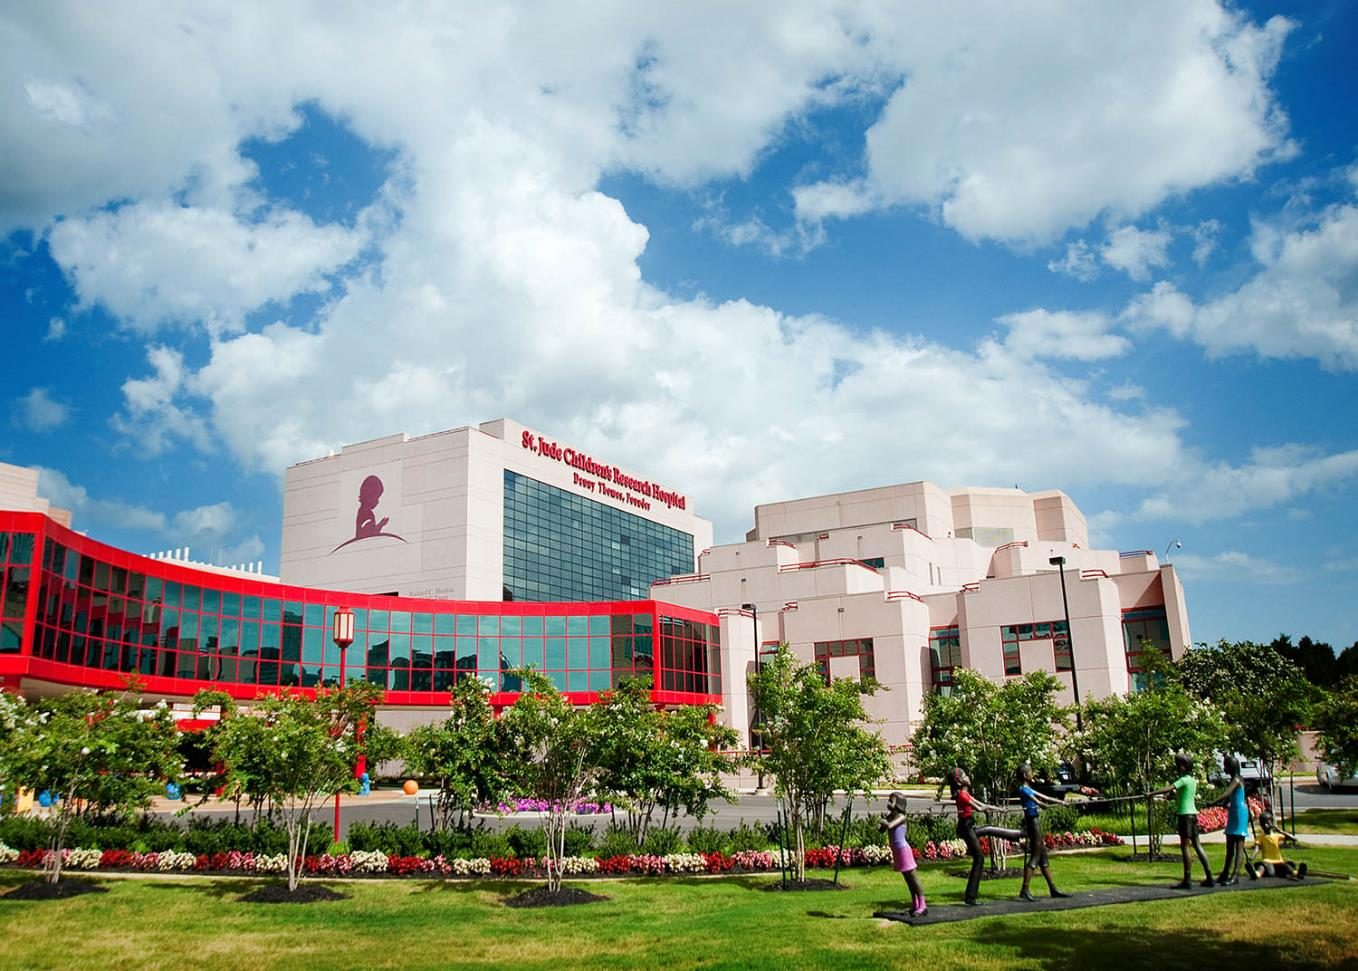 St. Jude Children's Research Hospital
Danny Thomas, Founder